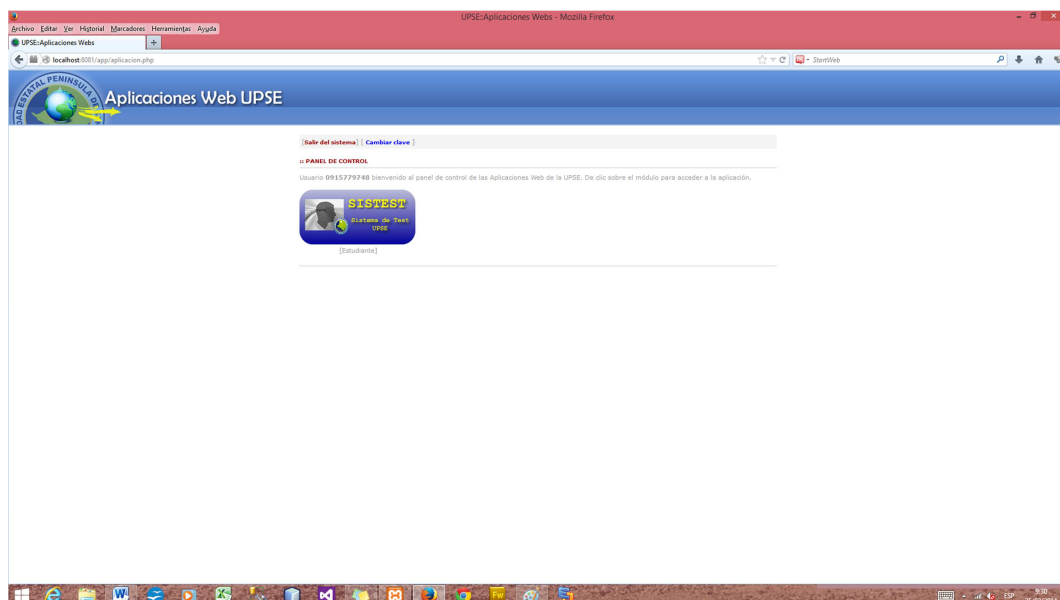 UPSE::Aplicaciones Webs - Mozilla Firefox
Archivo Editar Ver Historial Marcadores Herramientas Ayuda
UPSE::Aplicaciones Webs +
localhost:8081/app/aplicacion.php
StartWeb
Aplicaciones Web UPSE
[Salir del sistema] [ Cambiar clave ]
:: PANEL DE CONTROL
Usuario 0915779748 bienvenido al panel de control de las Aplicaciones Web de la UPSE. De clic sobre el módulo para acceder a la aplicación.
SISTEST
Sistema de Test
UPSE
[Estudiante]
ESP
9:30